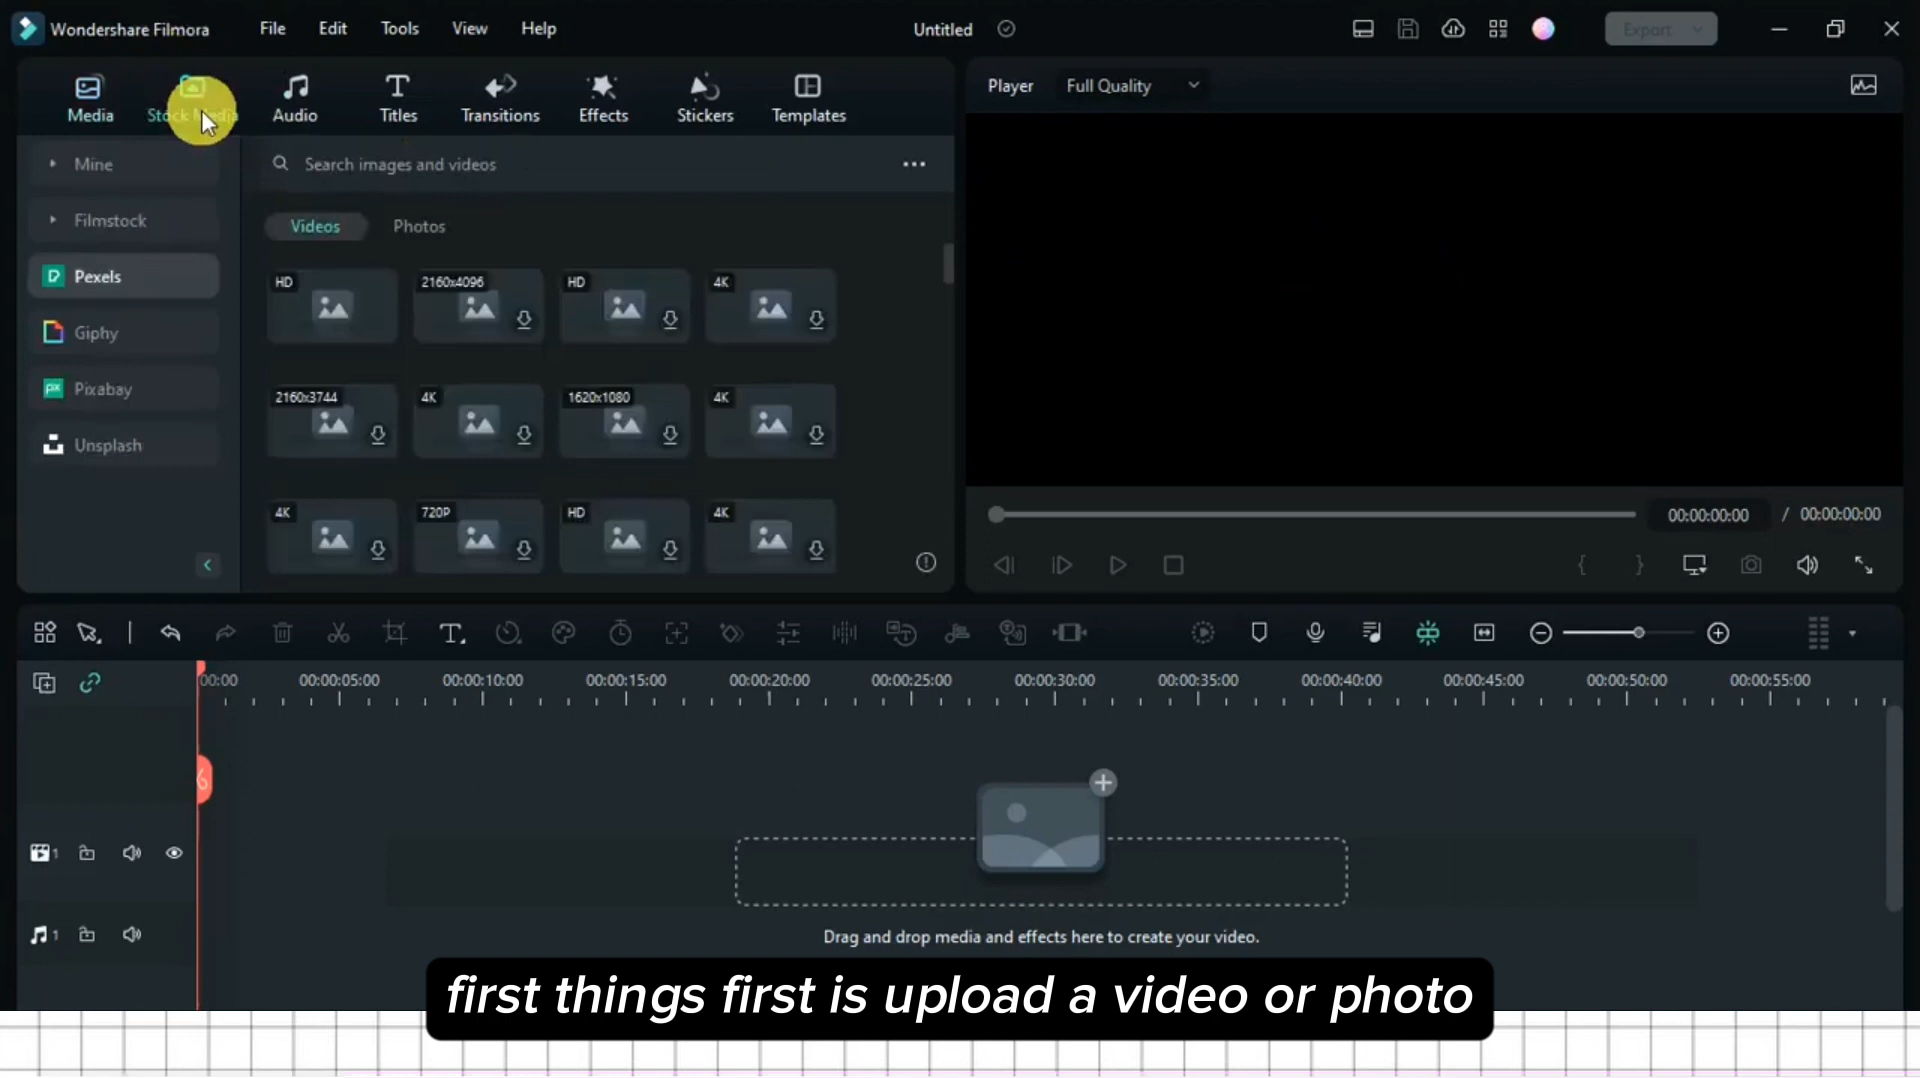 Wondershare Filmora File Edit Tools View Help Untitled Export
Media Stock Media Audio Titles Transitions Effects Stickers Templates
Player Full Quality
Mine
Filmstock
Pexels
Giphy
Pixabay
Unsplash
Search images and videos
Videos Photos
HD 2160x4096 HD 4K
2160x3744 4K 1620x1080 4K
4K 720P HD 4K
00:00:00:00 / 00:00:00:00
00:00 00:00:05:00 00:00:10:00 00:00:15:00 00:00:20:00 00:00:25:00 00:00:30:00 00:00:35:00 00:00:40:00 00:00:45:00 00:00:50:00 00:00:55:00
1
1
Drag and drop media and effects here to create your video.
first things first is upload a video or photo